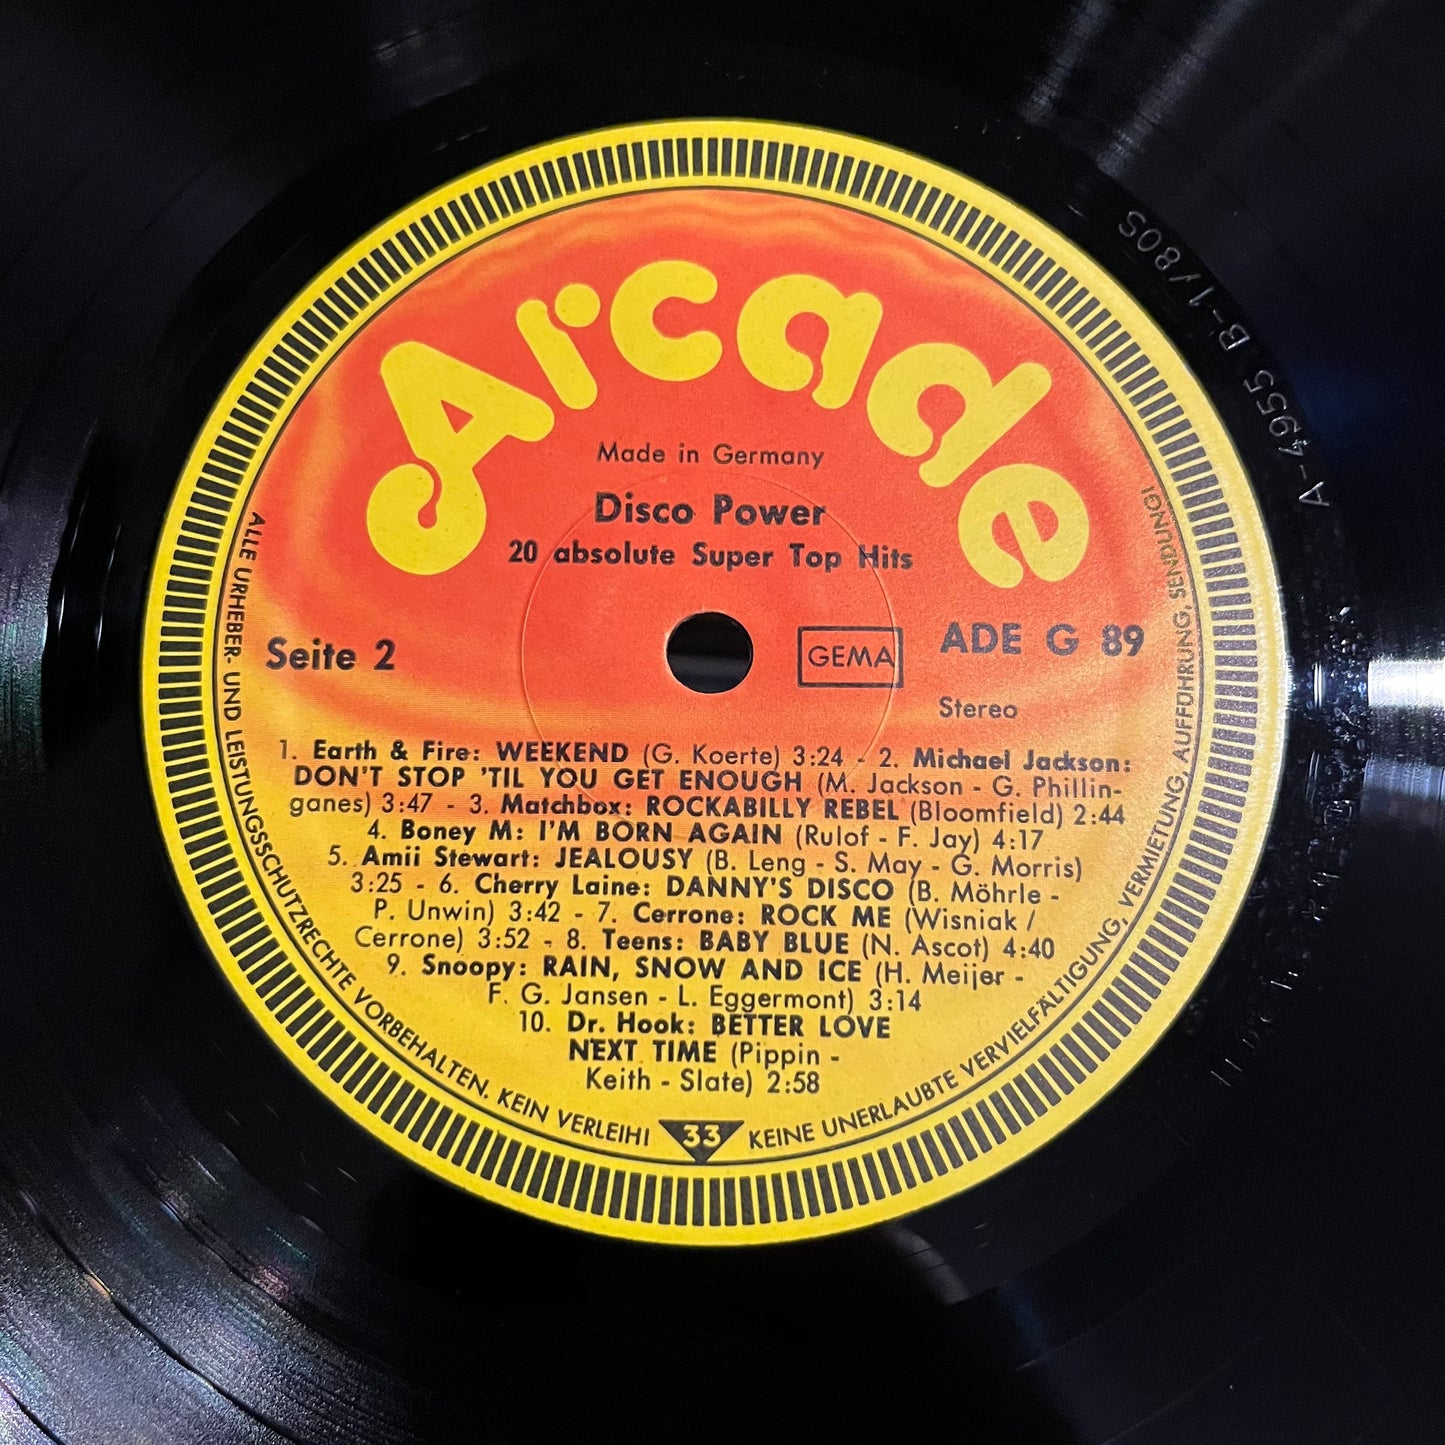 Arcade
Made in Germany
Disco Power
20 absolute Super Top Hits
Seite 2
GEMA
ADE G 89
Stereo
1. Earth & Fire: WEEKEND (G. Koerte) 3:24 - 2. Michael Jackson:
DON'T STOP 'TIL YOU GET ENOUGH (M. Jackson - G. Phillin-
ganes) 3:47 - 3. Matchbox: ROCKABILLY REBEL (Bloomfield) 2:44
4. Boney M: I'M BORN AGAIN (Rulof - F. Jay) 4:17
5. Amii Stewart: JEALOUSY (B. Leng - S. May - G. Morris)
3:25 - 6. Cherry Laine: DANNY'S DISCO (B. Möhrle -
P. Unwin) 3:42 - 7. Cerrone: ROCK ME (Wisniak /
Cerrone) 3:52 - 8. Teens: BABY BLUE (N. Ascot) 4:40
9. Snoopy: RAIN, SNOW AND ICE (H. Meijer -
F. G. Jansen - L. Eggermont) 3:14
10. Dr. Hook: BETTER LOVE
NEXT TIME (Pippin -
Keith - Slate) 2:58
ALLE URHEBER- UND LEISTUNGSSCHUTZRECHTE VORBEHALTEN, KEIN VERLEIH!
33
KEINE UNERLAUBTE VERVIELFÄLTIGUNG, VERMIETUNG, AUFFÜHRUNG, SENDUNG!
A-4955 B-1/80S